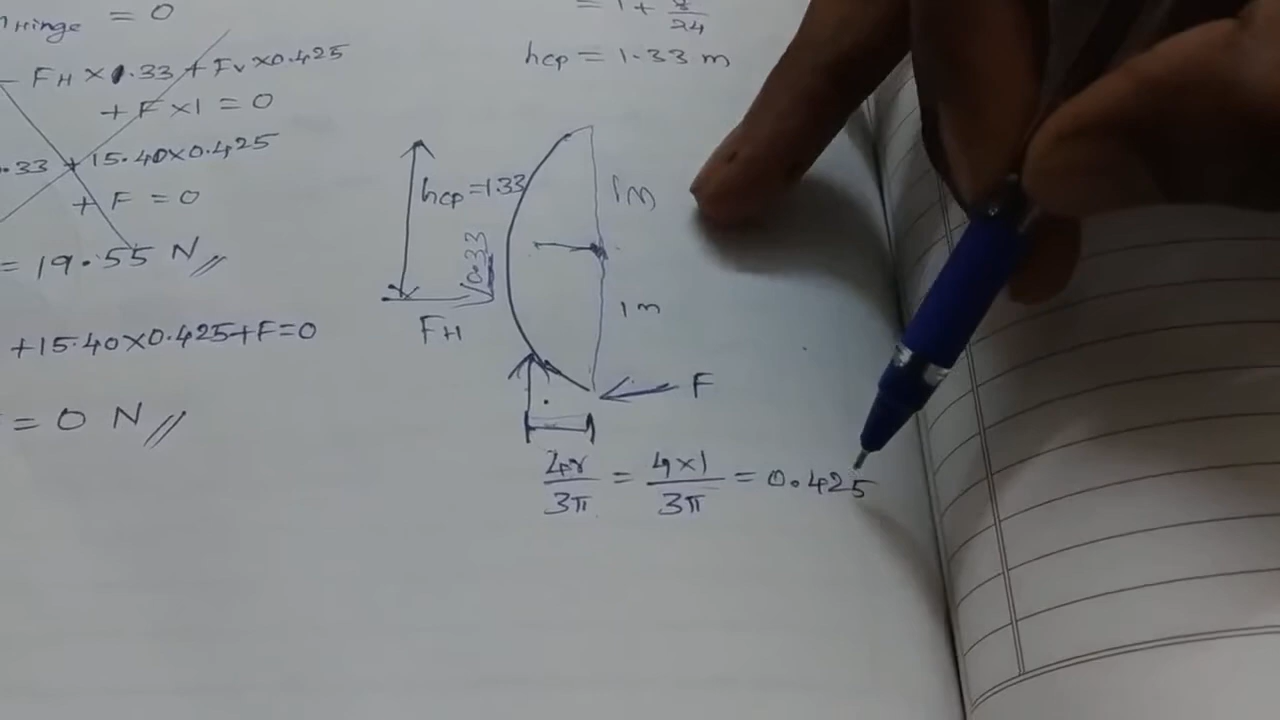 Hinge = 0
- FH × 0.33 + Fv × 0.425
+ F × 1 = 0
.33 + 15.40 × 0.425
+ F = 0
= 19.55 N //
+ 15.40 × 0.425 + F = 0
= 0 N //
= 1 + /24
hcp = 1.33 m
hcp = 1.33
0.33
1m
1m
FH
F
4r/3π = 4×1/3π = 0.425